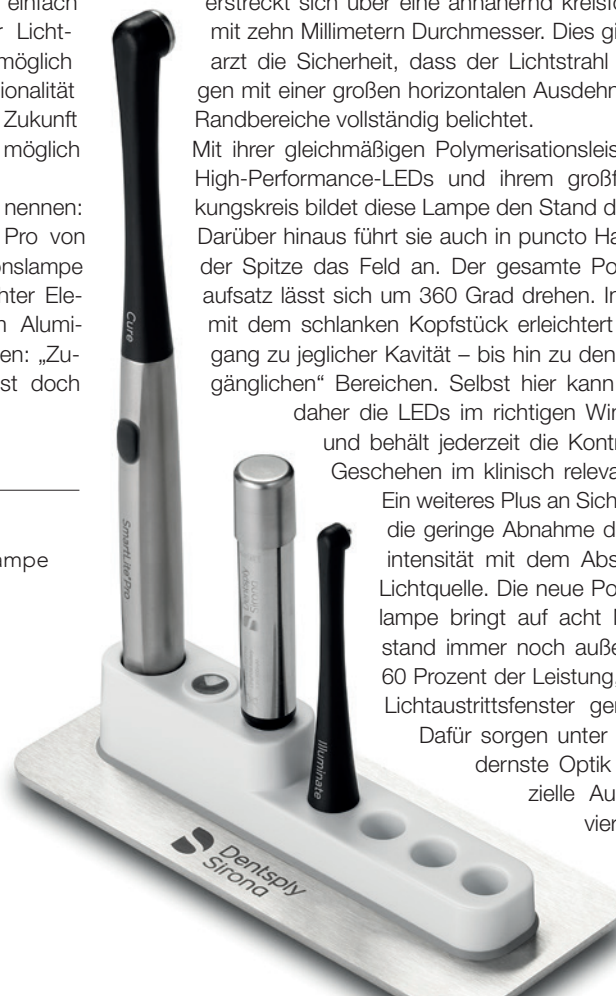 einfach
Licht-
möglich
ionalität
Zukunft
möglich
nennen:
Pro von
onslampe
hter Ele-
n Alumi-
en: „Zu-
st doch
ampe
erstreckt sich über eine annähernd kreisfö
mit zehn Millimetern Durchmesser. Dies gi
arzt die Sicherheit, dass der Lichtstrahl
gen mit einer großen horizontalen Ausdehn
Randbereiche vollständig belichtet.
Mit ihrer gleichmäßigen Polymerisationsleis
High-Performance-LEDs und ihrem großf
kungskreis bildet diese Lampe den Stand d
Darüber hinaus führt sie auch in puncto Ha
der Spitze das Feld an. Der gesamte Po
aufsatz lässt sich um 360 Grad drehen. In
mit dem schlanken Kopfstück erleichtert
gang zu jeglicher Kavität – bis hin zu den
gänglichen“ Bereichen. Selbst hier kann
daher die LEDs im richtigen Win
und behält jederzeit die Kontr
Geschehen im klinisch releva
Ein weiteres Plus an Sich
die geringe Abnahme d
intensität mit dem Abs
Lichtquelle. Die neue Po
lampe bringt auf acht
stand immer noch auße
60 Prozent der Leistung,
Lichtaustrittsfenster ge
Dafür sorgen unter
dernste Optik
zielle Au
vier
Cure
SmartLite Pro
Illuminate
Dentsply
Sirona